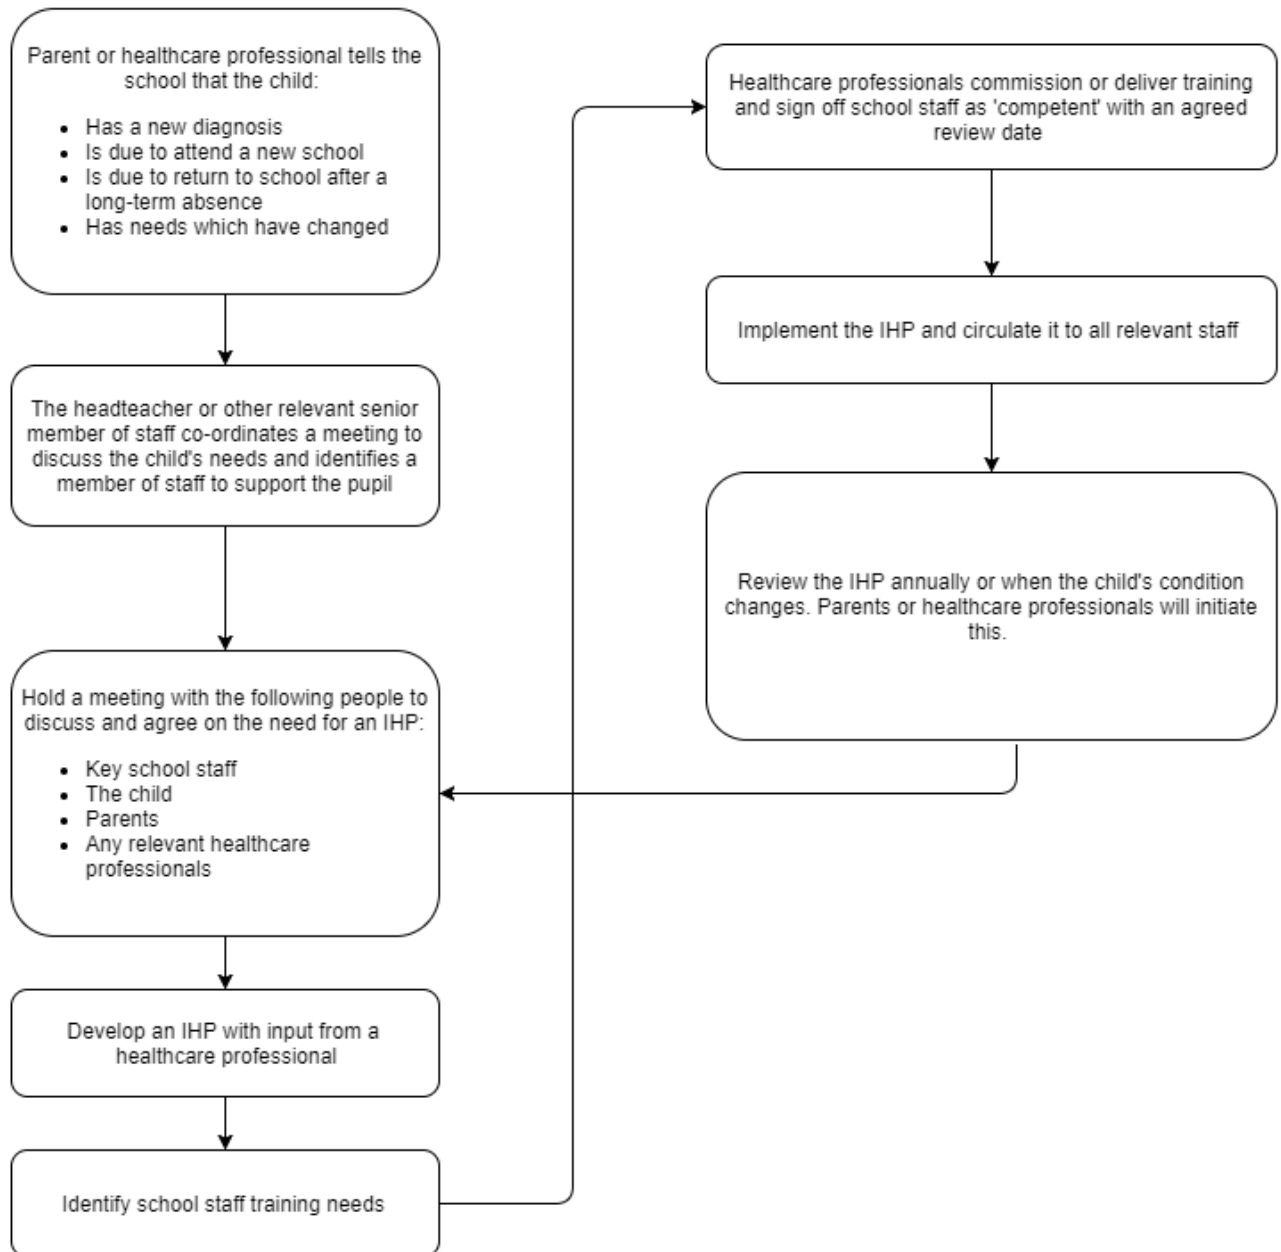 Parent or healthcare professional tells the
school that the child:
• Has a new diagnosis
• Is due to attend a new school
• Is due to return to school after a
long-term absence
• Has needs which have changed
The headteacher or other relevant senior
member of staff co-ordinates a meeting to
discuss the child's needs and identifies a
member of staff to support the pupil
Hold a meeting with the following people to
discuss and agree on the need for an IHP:
• Key school staff
• The child
• Parents
• Any relevant healthcare
professionals
Develop an IHP with input from a
healthcare professional
Identify school staff training needs
Healthcare professionals commission or deliver training
and sign off school staff as 'competent' with an agreed
review date
Implement the IHP and circulate it to all relevant staff
Review the IHP annually or when the child's condition
changes. Parents or healthcare professionals will initiate
this.